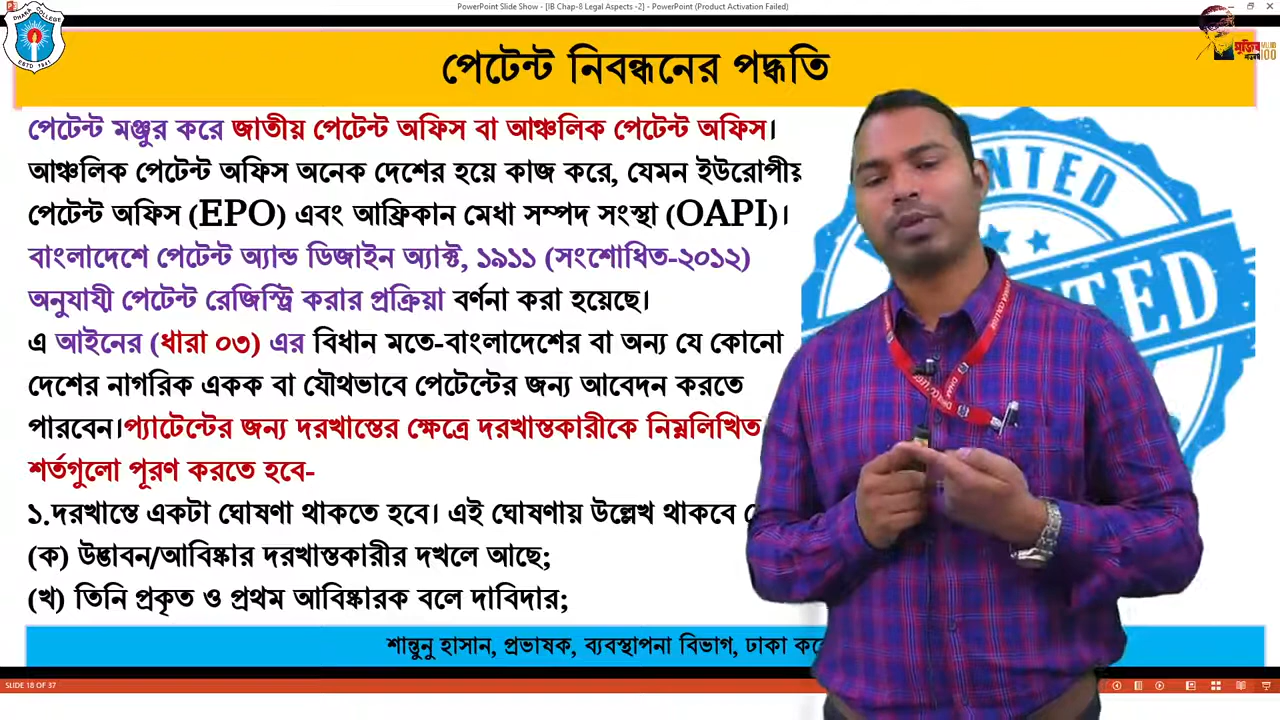 PowerPoint Slide Show - [IB Chap-8 Legal Aspects -2] - PowerPoint (Product Activation Failed)
DHAKA COLLEGE
ESTD 1841
পেটেন্ট নিবন্ধনের পদ্ধতি
মুজিব
100
পেটেন্ট মঞ্জুর করে জাতীয় পেটেন্ট অফিস বা আঞ্চলিক পেটেন্ট অফিস।
আঞ্চলিক পেটেন্ট অফিস অনেক দেশের হয়ে কাজ করে, যেমন ইউরোপীয়
পেটেন্ট অফিস (EPO) এবং আফ্রিকান মেধা সম্পদ সংস্থা (OAPI)।
বাংলাদেশে পেটেন্ট অ্যান্ড ডিজাইন অ্যাক্ট, ১৯১১ (সংশোধিত-২০১২)
অনুযাযী পেটেন্ট রেজিস্ট্রি করার প্রক্রিয়া বর্ণনা করা হয়েছে।
এ আইনের (ধারা ০৩) এর বিধান মতে-বাংলাদেশের বা অন্য যে কোনো
দেশের নাগরিক একক বা যৌথভাবে পেটেন্টের জন্য আবেদন করতে
পারবেন।প্যাটেন্টের জন্য দরখাস্তের ক্ষেত্রে দরখাস্তকারীকে নিম্নলিখিত
শর্তগুলো পূরণ করতে হবে-
১.দরখাস্তে একটা ঘোষণা থাকতে হবে। এই ঘোষণায় উল্লেখ থাকবে
(ক) উদ্ভাবন/আবিষ্কার দরখাস্তকারীর দখলে আছে;
(খ) তিনি প্রকৃত ও প্রথম আবিষ্কারক বলে দাবিদার;
শান্তুনু হাসান, প্রভাষক, ব্যবস্থাপনা বিভাগ, ঢাকা
SLIDE 18 OF 37